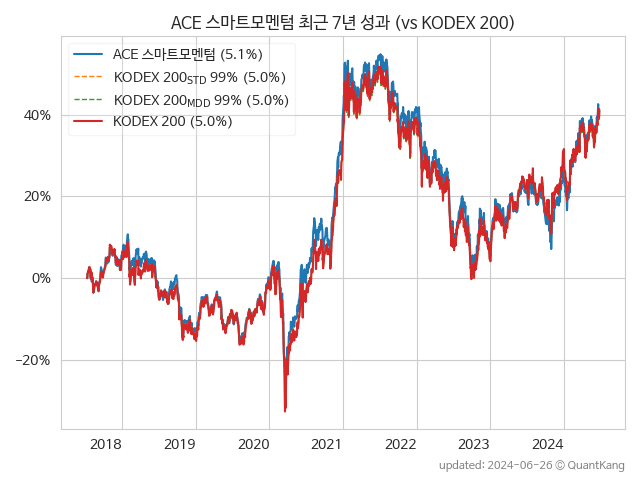 ACE 스마트모멘텀 최근 7년 성과 (vs KODEX 200)
ACE 스마트모멘텀 (5.1%)
KODEX 200STD 99% (5.0%)
KODEX 200MDD 99% (5.0%)
KODEX 200 (5.0%)
40%
20%
0%
−20%
2018 2019 2020 2021 2022 2023 2024
updated: 2024-06-26 © QuantKang